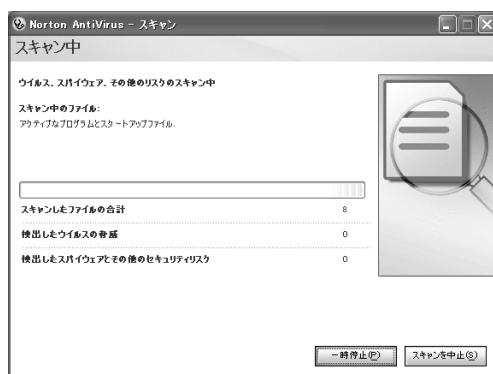 Norton AntiVirus - スキャン
スキャン中
ウイルス、スパイウェア、その他のリスクのスキャン中
スキャン中のファイル:
アクティブなプログラムとスタートアップファイル.
スキャンしたファイルの合計 8
検出したウイルスの脅威 0
検出したスパイウェアとその他のセキュリティリスク 0
一時停止(P) スキャンを中止(S)